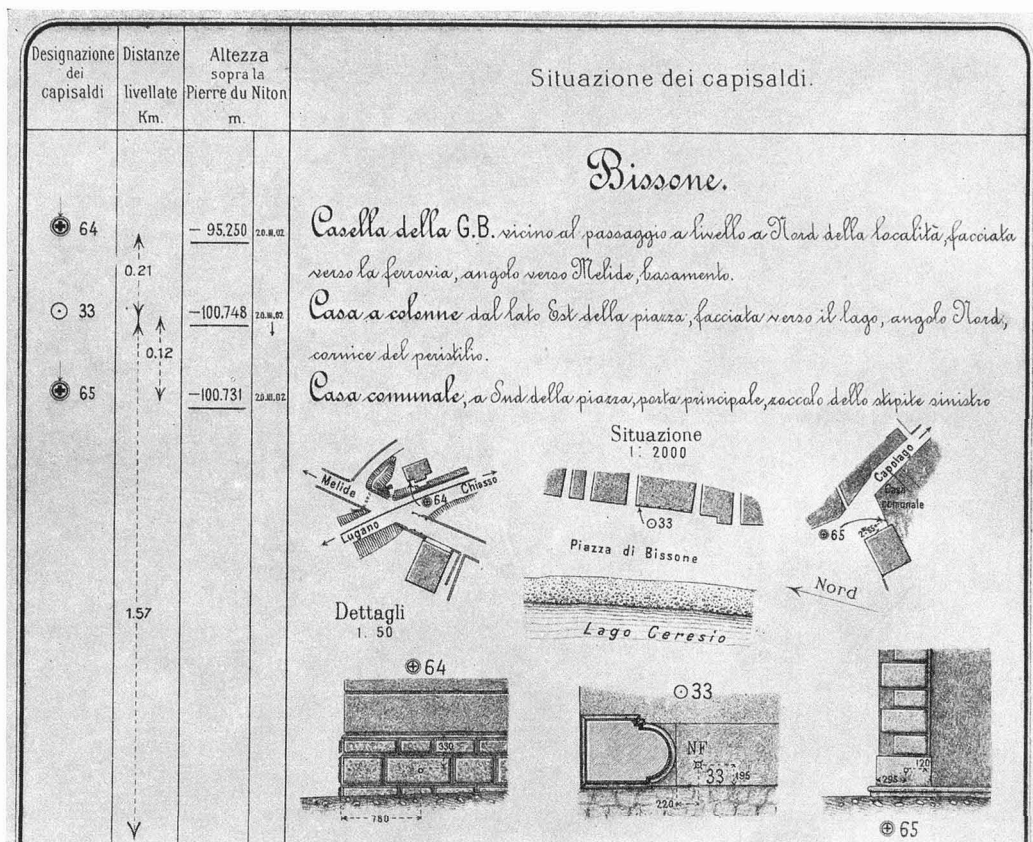 Designazione
dei
capisaldi
Distanze
livellate
Km.
Altezza
sopra la
Pierre du Niton
m.
Situazione dei capisaldi.
Bissone.
64
— 95.250
Casella della G.B. vicino al passaggio a livello a Nord della località, facciata
verso la ferrovia, angolo verso Melide, basamento.
0.21
33
—100.748
Casa a colonne dal lato Est della piazza, facciata verso il lago, angolo Nord,
cornice del peristilio.
0.12
65
—100.731
Casa comunale, a Sud della piazza, porta principale, zoccolo dello stipite sinistro
1.57
Situazione
1: 2000
Melide
Chiasso
64
Lugano
33
Piazza di Bissone
Lago Ceresio
Capolago
Casa
comunale
65
Nord
Dettagli
1. 50
64
330
780
33
NF
33
195
220
120
295
65